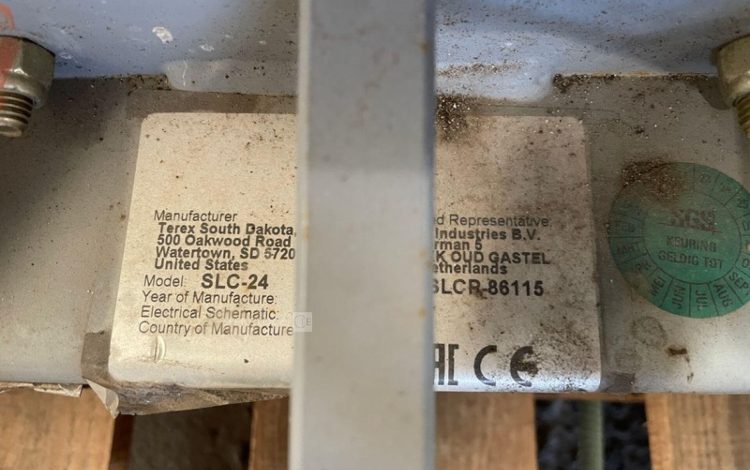 Manufacturer
Terex South Dakota,
500 Oakwood Road
Watertown, SD 5720
United States
Model: SLC-24
Year of Manufacture:
Electrical Schematic:
Country of Manufacture
d Representative:
Industries B.V.
rman 5
K OUD GASTEL
etherlands
SLCR-86115
EAC CE
SGS
KEURING
GELDIG TOT
MEI JUN JUL AUG SEP